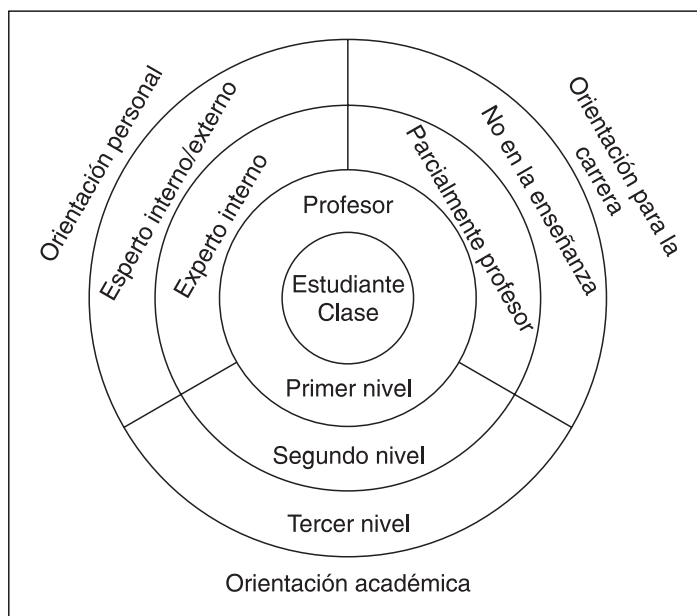 Orientación personal
Esperto interno/externo
Experto interno
Profesor
Estudiante
Clase
Parcialmente profesor
No en la enseñanza
Orientación para la
carrera
Primer nivel
Segundo nivel
Tercer nivel
Orientación académica